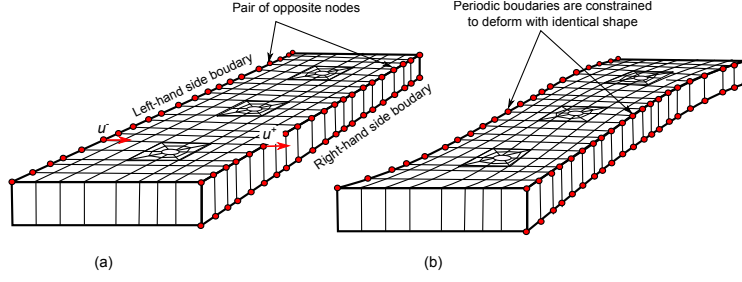 Pair of opposite nodes
Periodic boudaries are constrained
to deform with identical shape
Left-hand side boudary
u-
u+
Right-hand side boudary
(a)
(b)